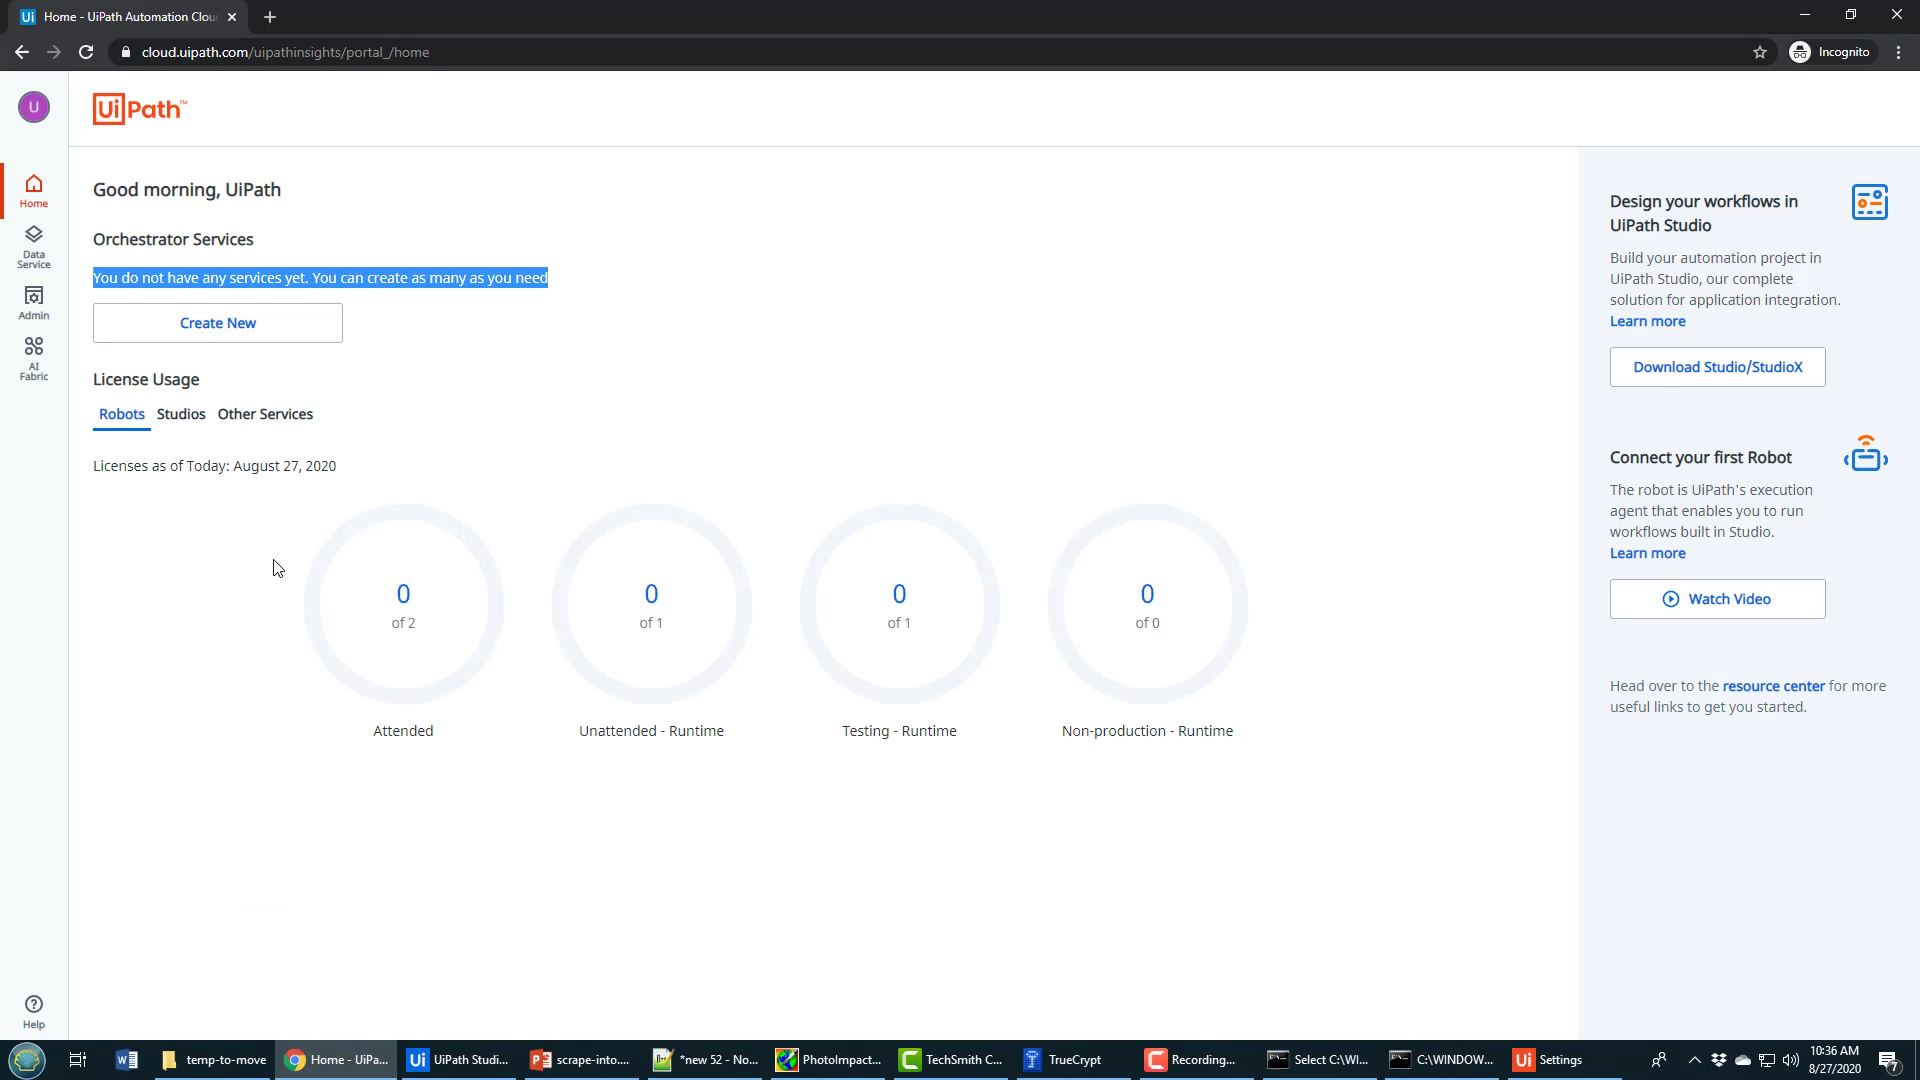 Ui Home - UiPath Automation Clou
cloud.uipath.com/uipathinsights/portal_/home
Incognito
U
UiPath™
Home
Data
Service
Admin
AI
Fabric
Help
Good morning, UiPath
Orchestrator Services
You do not have any services yet. You can create as many as you need
Create New
License Usage
Robots Studios Other Services
Licenses as of Today: August 27, 2020
0
of 2
Attended
0
of 1
Unattended - Runtime
0
of 1
Testing - Runtime
0
of 0
Non-production - Runtime
Design your workflows in
UiPath Studio
Build your automation project in
UiPath Studio, our complete
solution for application integration.
Learn more
Download Studio/StudioX
Connect your first Robot
The robot is UiPath's execution
agent that enables you to run
workflows built in Studio.
Learn more
Watch Video
Head over to the resource center for more
useful links to get you started.
temp-to-move
Home - UiPa...
Ui UiPath Studi...
scrape-into....
*new 52 - No...
PhotoImpact...
TechSmith C...
TrueCrypt
Recording...
Select C:\WI...
C:\WINDOW...
Ui Settings
10:36 AM
8/27/2020
7